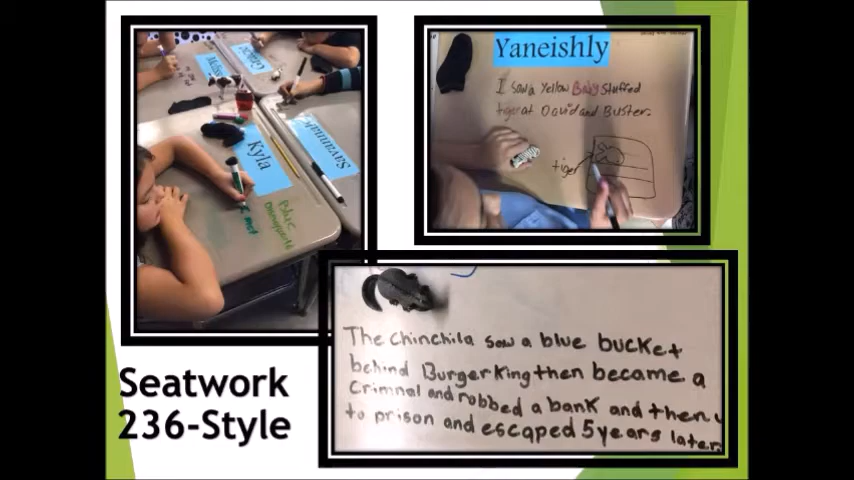 Savannah
Kyla
Blue
Yaneishly
I saw a Yellow Baby Stuffed
tiger at David and Buster.
tiger
The chinchila saw a blue bucket
behind Burger King then became a
crimnal and robbed a bank and then
to prison and escaped 5 years later
Seatwork
236-Style